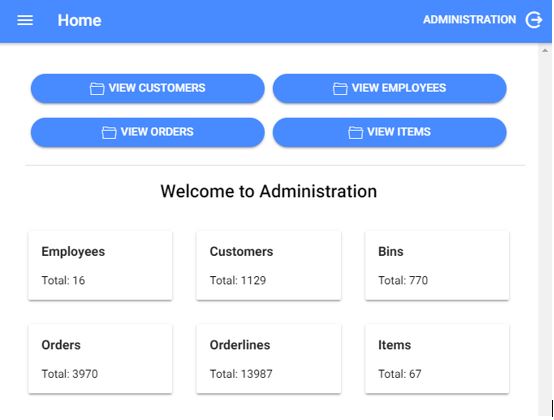 Home
ADMINISTRATION
VIEW CUSTOMERS
VIEW EMPLOYEES
VIEW ORDERS
VIEW ITEMS
Welcome to Administration
Employees
Total: 16
Customers
Total: 1129
Bins
Total: 770
Orders
Total: 3970
Orderlines
Total: 13987
Items
Total: 67